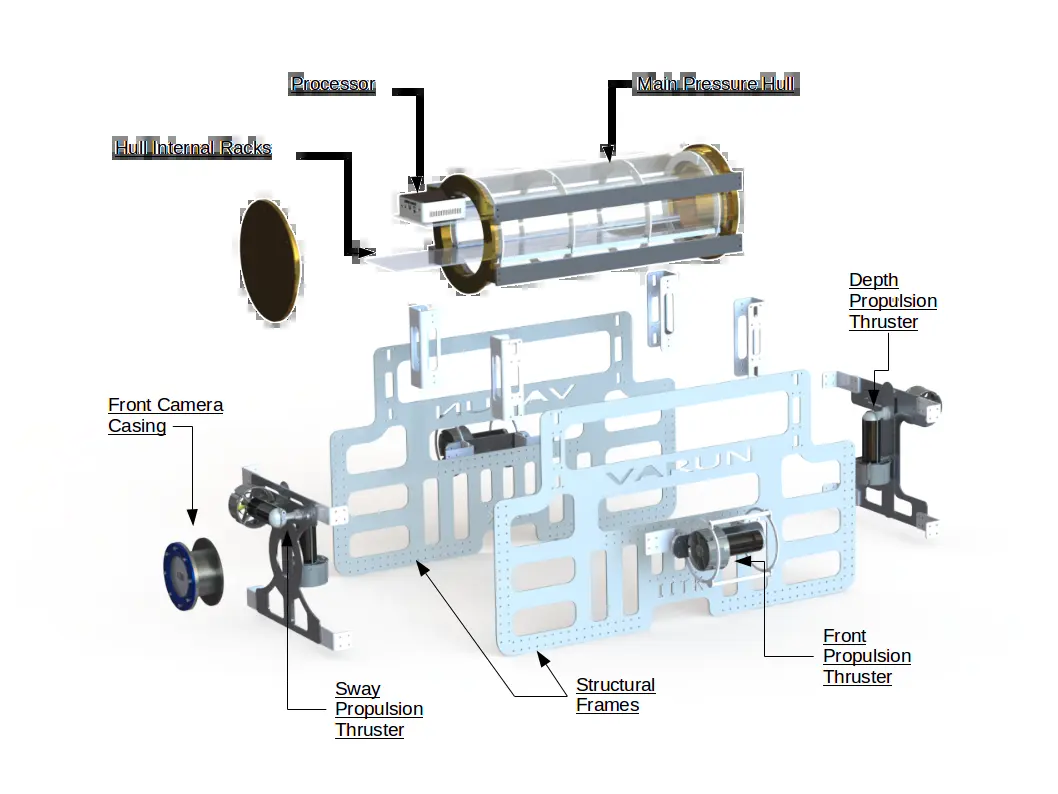 Processor
Main Pressure Hull
Hull Internal Racks
Depth
Propulsion
Thruster
Front Camera
Casing
VARUN
VARUN
Front
Propulsion
Thruster
Structural
Frames
Sway
Propulsion
Thruster